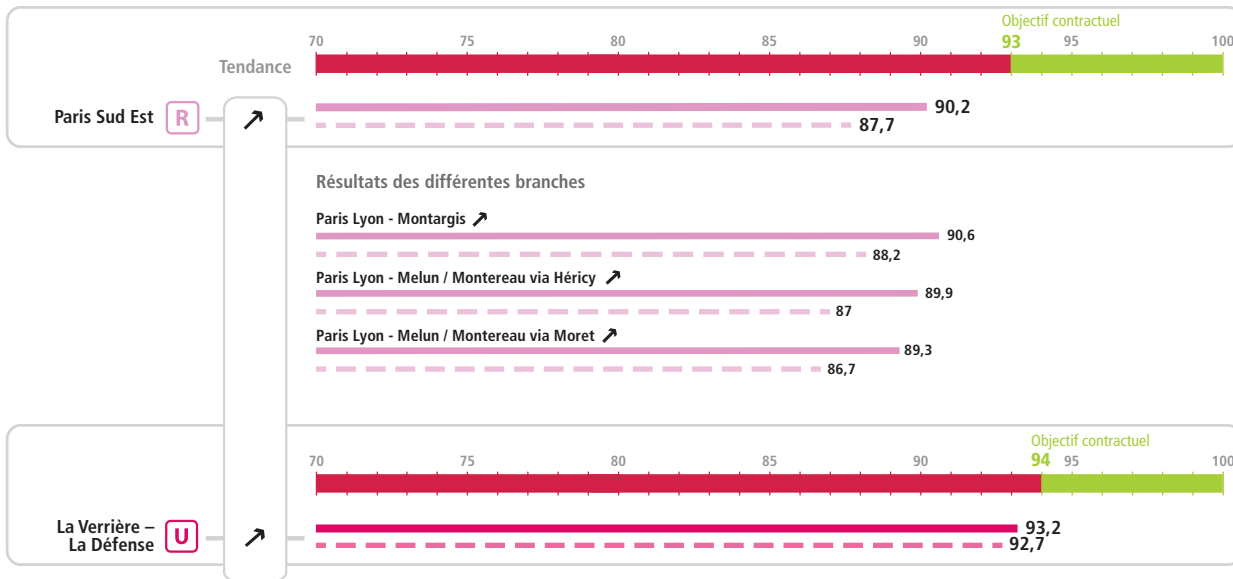 Objectif contractuel
70 75 80 85 90 93 95 100
Tendance
Paris Sud Est R
90,2
87,7
Résultats des différentes branches
Paris Lyon - Montargis
90,6
88,2
Paris Lyon - Melun / Montereau via Héricy
89,9
87
Paris Lyon - Melun / Montereau via Moret
89,3
86,7
Objectif contractuel
70 75 80 85 90 94 95 100
La Verrière –
La Défense U
93,2
92,7